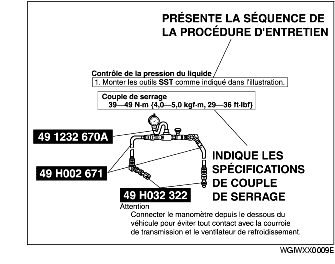 PRÉSENTE LA SÉQUENCE DE
LA PROCÉDURE D'ENTRETIEN
Contrôle de la pression du liquide
1. Monter les outils SST comme indiqué dans l'illustration.
Couple de serrage
39—49 N·m {4,0—5,0 kgf·m, 29—36 ft·lbf}
49 1232 670A
49 H002 671
49 H032 322
INDIQUE LES
SPÉCIFICATIONS
DE COUPLE
DE SERRAGE
Attention
Connecter le manomètre depuis le dessous du
véhicule pour éviter tout contact avec la courroie
de transmission et le ventilateur de refroidissement.
WGIWXX0009E